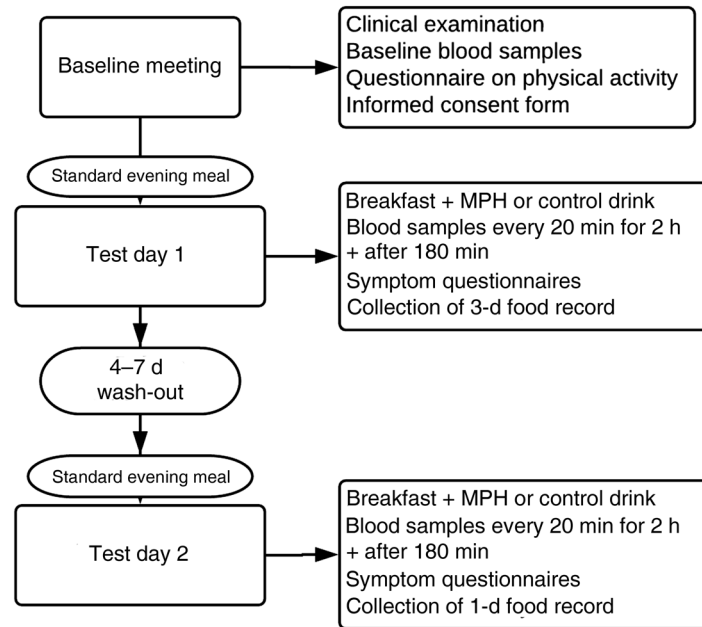 Baseline meeting
Clinical examination
Baseline blood samples
Questionnaire on physical activity
Informed consent form
Standard evening meal
Test day 1
Breakfast + MPH or control drink
Blood samples every 20 min for 2 h
+ after 180 min
Symptom questionnaires
Collection of 3-d food record
4–7 d
wash-out
Standard evening meal
Test day 2
Breakfast + MPH or control drink
Blood samples every 20 min for 2 h
+ after 180 min
Symptom questionnaires
Collection of 1-d food record